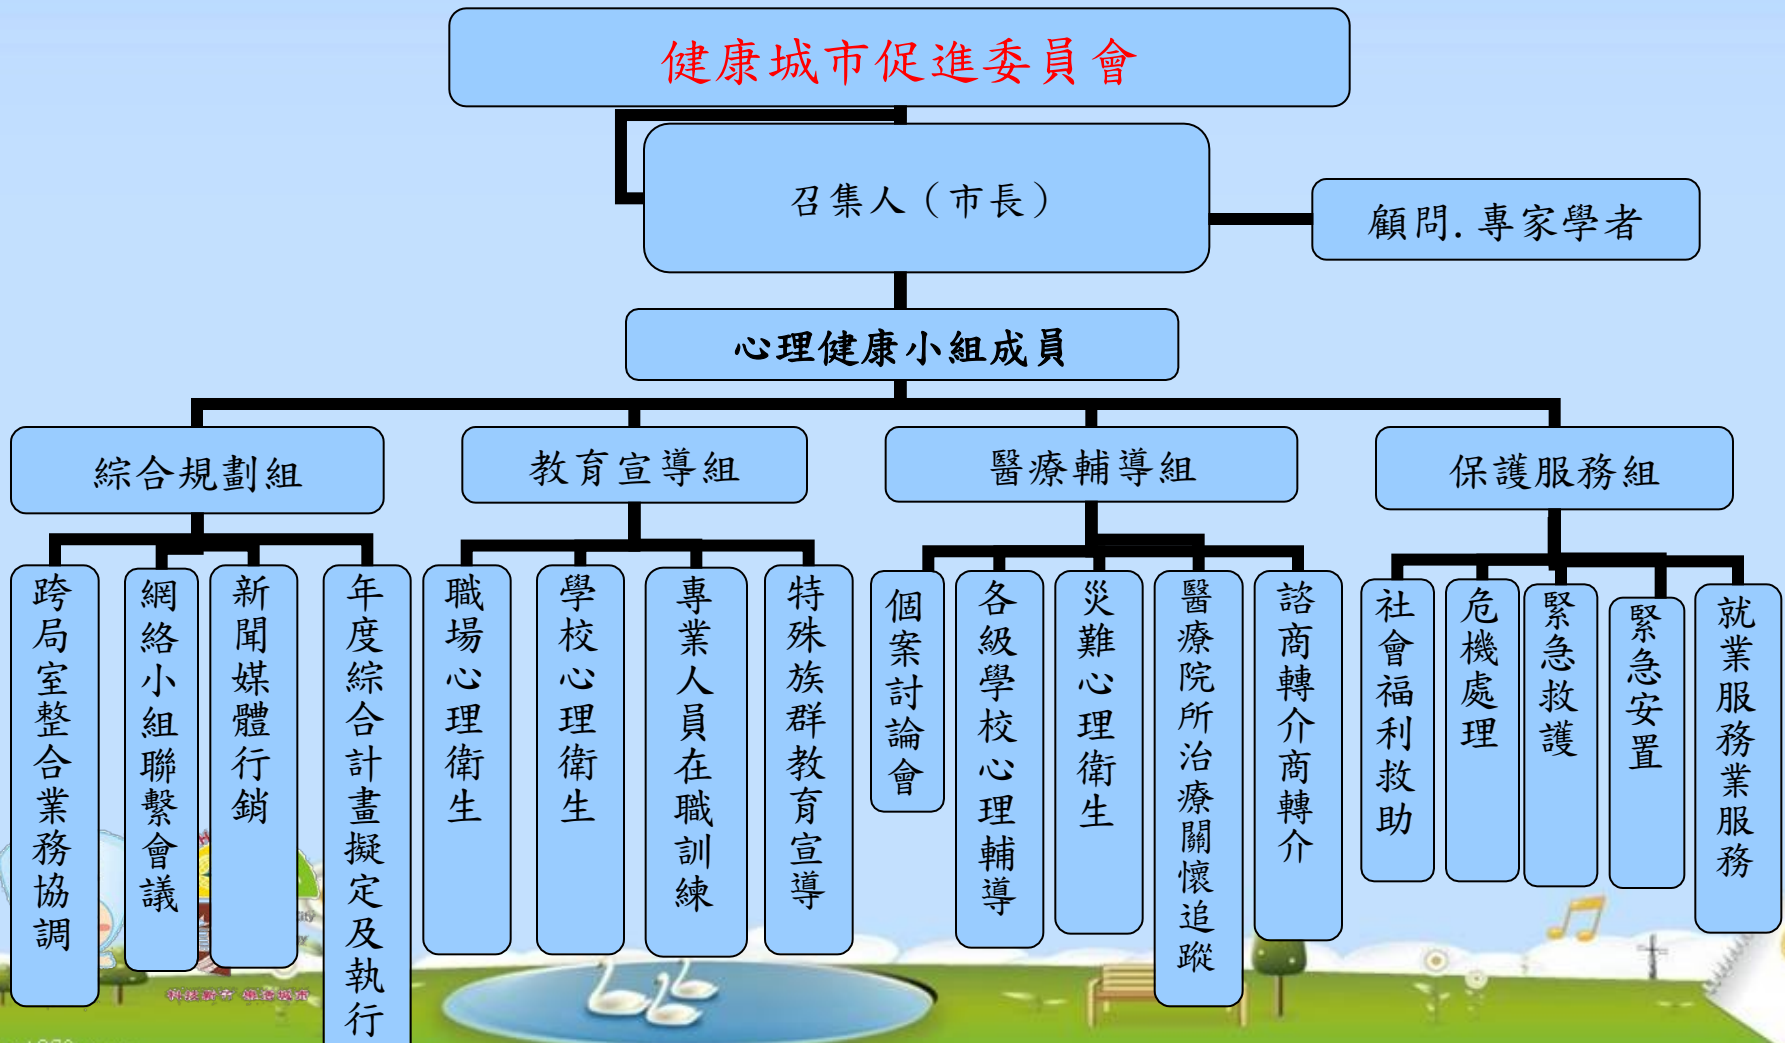 健康城市促進委員會
召集人（市長）
顧問.專家學者
心理健康小組成員
綜合規劃組
教育宣導組
醫療輔導組
保護服務組
跨局室整合業務協調
網絡小組聯繫會議
新聞媒體行銷
年度綜合計畫擬定及執行
職場心理衛生
學校心理衛生
專業人員在職訓練
特殊族群教育宣導
個案討論會
各級學校心理輔導
災難心理衛生
醫療院所治療關懷追蹤
諮商轉介商轉介
社會福利救助
危機處理
緊急救護
緊急安置
就業服務業服務